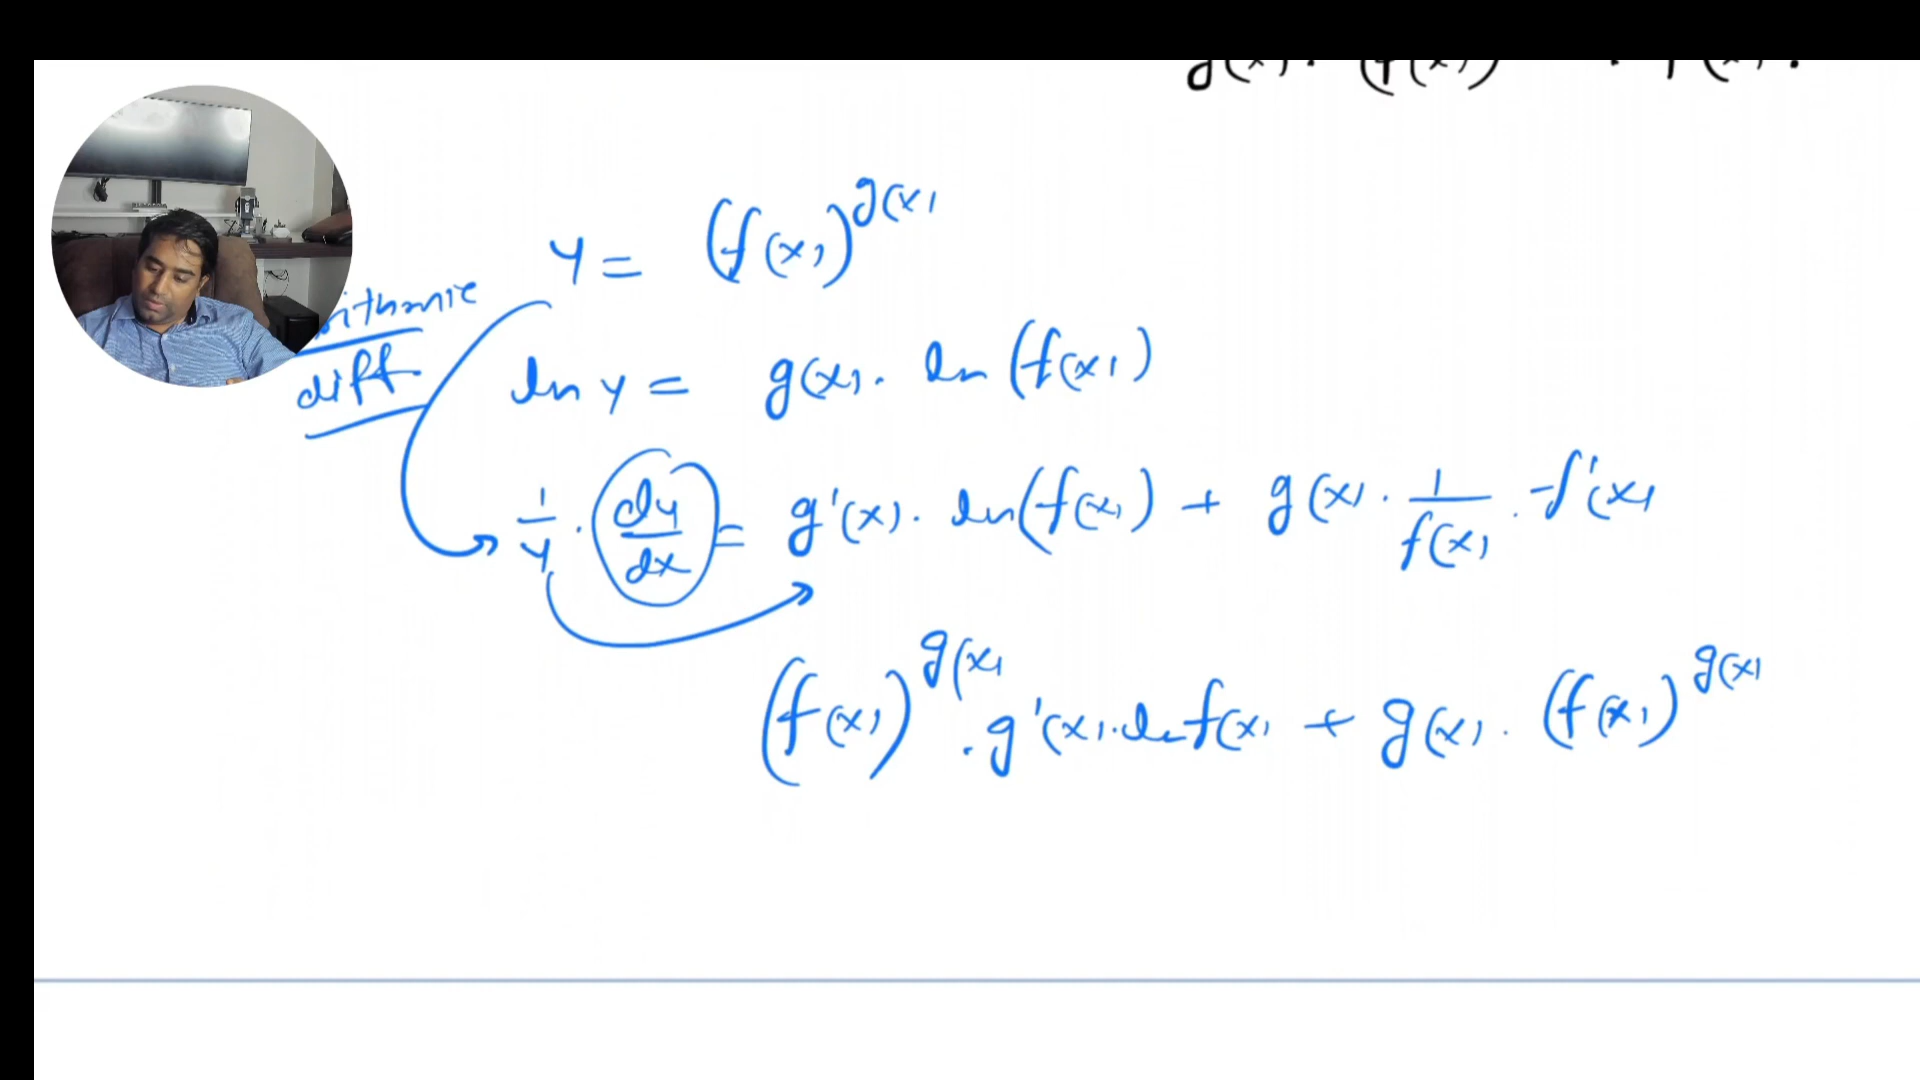 y = (f(x))^g(x)
ithmic
diff
ln y = g(x). ln (f(x))
1/y . dy/dx = g'(x). ln(f(x)) + g(x) . 1/f(x) . f'(x)
(f(x))^g(x) . g'(x). ln f(x) + g(x) . (f(x))^g(x)